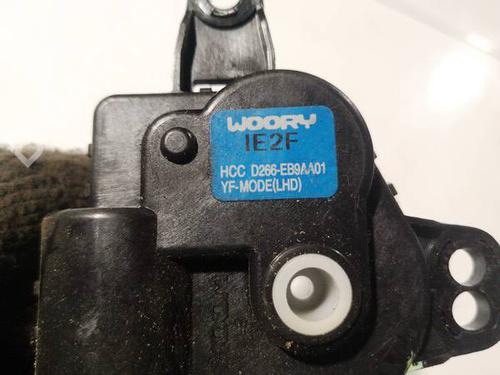 WOORY
IE2F
HCC D266-EB9AA01
YF-MODE(LHD)